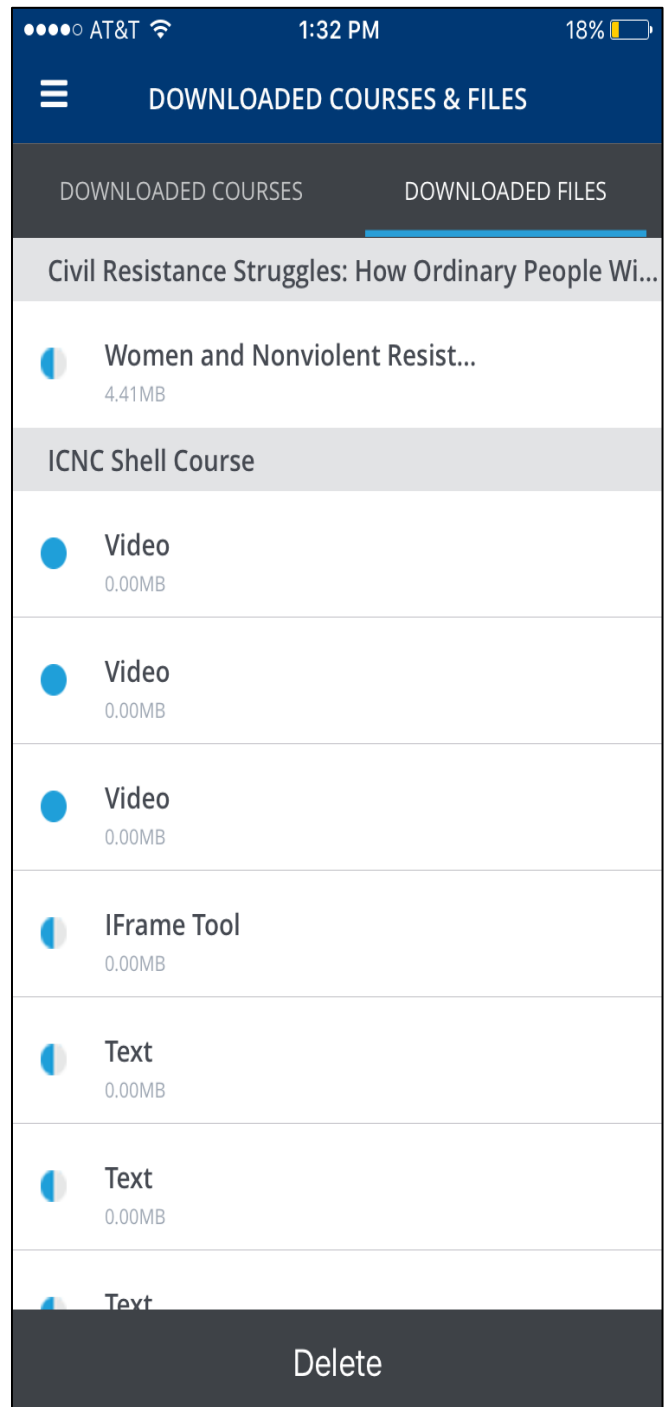 AT&T 1:32 PM 18%
DOWNLOADED COURSES & FILES
DOWNLOADED COURSES DOWNLOADED FILES
Civil Resistance Struggles: How Ordinary People Wi...
Women and Nonviolent Resist...
4.41MB
ICNC Shell Course
Video
0.00MB
Video
0.00MB
Video
0.00MB
IFrame Tool
0.00MB
Text
0.00MB
Text
0.00MB
Text
Delete